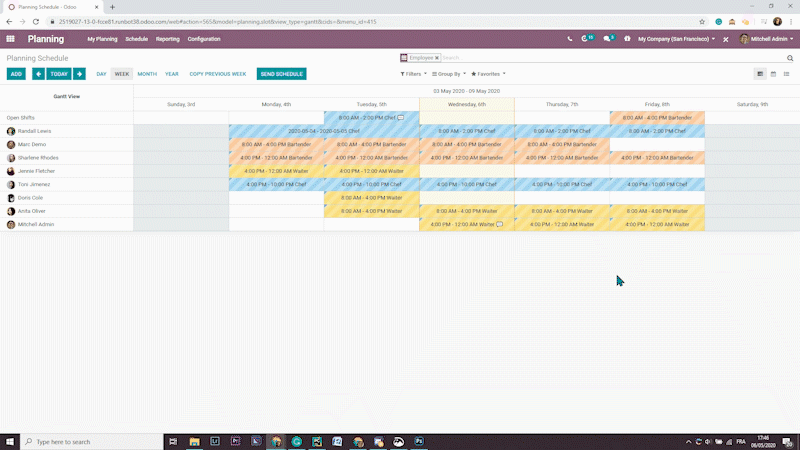 Planning Schedule - Odoo
2519027-13-0-fcce81.runbot38.odoo.com/web#action=565&model=planning.slot&view_type=gantt&cids=&menu_id=415
Planning My Planning Schedule Reporting Configuration My Company (San Francisco) Mitchell Admin
Planning Schedule Employee Search...
ADD TODAY DAY WEEK MONTH YEAR COPY PREVIOUS WEEK SEND SCHEDULE Filters Group By Favorites
Gantt View 03 May 2020 - 09 May 2020
Sunday, 3rd Monday, 4th Tuesday, 5th Wednesday, 6th Thursday, 7th Friday, 8th Saturday, 9th
Open Shifts 8:00 AM - 2:00 PM Chef 8:00 AM - 4:00 PM Bartender
Randall Lewis 2020-05-04 - 2020-05-05 Chef 8:00 AM - 2:00 PM Chef 8:00 AM - 2:00 PM Chef 8:00 AM - 2:00 PM Chef
Marc Demo 8:00 AM - 4:00 PM Bartender 8:00 AM - 4:00 PM Bartender 8:00 AM - 4:00 PM Bartender 8:00 AM - 4:00 PM Bartender
Sharlene Rhodes 4:00 PM - 12:00 AM Bartender 4:00 PM - 12:00 AM Bartender 4:00 PM - 12:00 AM Bartender 4:00 PM - 12:00 AM Bartender 4:00 PM - 12:00 AM Bartender
Jennie Fletcher 4:00 PM - 12:00 AM Waiter 4:00 PM - 12:00 AM Waiter
Toni Jimenez 4:00 PM - 10:00 PM Chef 4:00 PM - 10:00 PM Chef 4:00 PM - 10:00 PM Chef 4:00 PM - 10:00 PM Chef 4:00 PM - 10:00 PM Chef
Doris Cole 8:00 AM - 4:00 PM Waiter
Anita Oliver 8:00 AM - 4:00 PM Waiter 8:00 AM - 4:00 PM Waiter 8:00 AM - 4:00 PM Waiter 8:00 AM - 4:00 PM Waiter
Mitchell Admin 4:00 PM - 12:00 AM Waiter 4:00 PM - 12:00 AM Waiter 4:00 PM - 12:00 AM Waiter
Type here to search FRA 17:46
08/05/2020